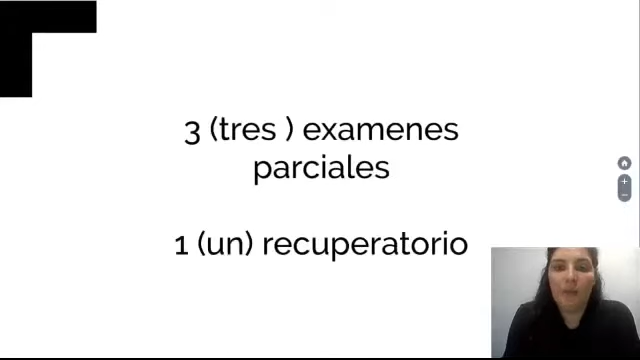 3 (tres ) examenes
parciales
1 (un) recuperatorio